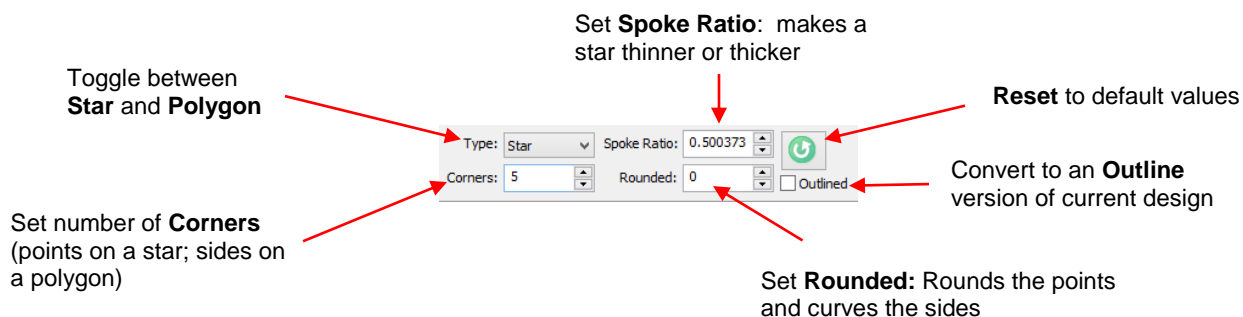 Set Spoke Ratio:  makes a
star thinner or thicker
Toggle between
Star and Polygon
Reset to default values
Type: Star Spoke Ratio: 0.500373
Corners: 5 Rounded: 0 Outlined
Convert to an Outline
version of current design
Set number of Corners
(points on a star; sides on
a polygon)
Set Rounded: Rounds the points
and curves the sides